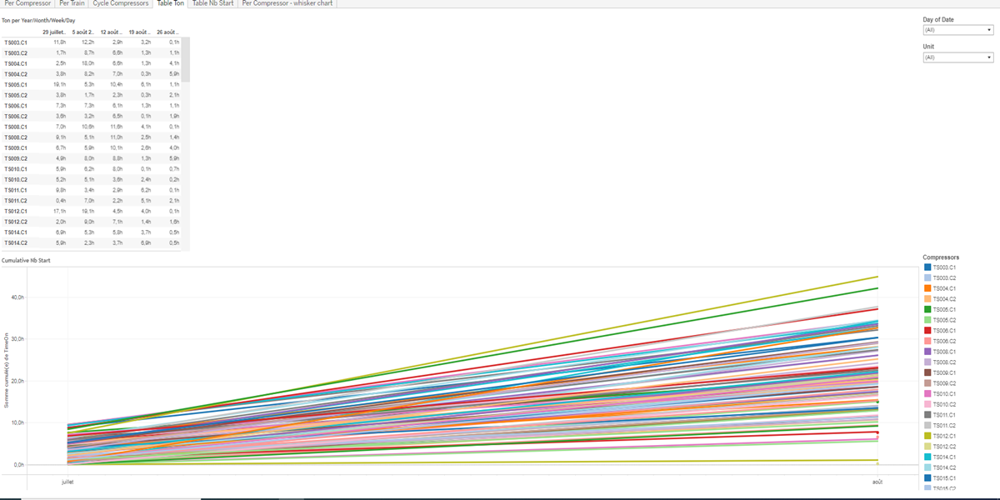 Per Compressor Per Train Cycle Compressors Table Ton Table Nb Start Per Compressor - whisker chart
Ton per Year/Month/Week/Day
29 juillet.. 5 août 2.. 12 août .. 19 août .. 26 août ..
TS003.C1 11,8h 12,2h 2,9h 3,2h 0,1h
TS003.C2 1,7h 8,7h 6,6h 1,3h 1,1h
TS004.C1 2,5h 18,0h 6,6h 1,3h 4,1h
TS004.C2 3,8h 8,2h 7,0h 0,3h 5,9h
TS005.C1 19,1h 5,3h 10,4h 6,1h 1,1h
TS005.C2 3,8h 1,7h 2,3h 0,3h 2,1h
TS006.C1 7,3h 7,3h 6,1h 1,3h 1,1h
TS006.C2 3,6h 3,2h 6,5h 0,1h 1,9h
TS008.C1 7,0h 10,6h 11,6h 4,1h 0,1h
TS008.C2 9,1h 5,1h 11,0h 2,5h 1,4h
TS009.C1 6,7h 5,9h 10,1h 2,6h 4,0h
TS009.C2 4,9h 8,0h 8,8h 1,3h 5,9h
TS010.C1 5,9h 6,2h 8,0h 0,1h 0,7h
TS010.C2 5,2h 5,1h 3,6h 2,4h 0,2h
TS011.C1 9,8h 3,4h 2,9h 6,2h 0,1h
TS011.C2 0,4h 7,0h 2,2h 5,1h 2,1h
TS012.C1 17,1h 19,1h 4,5h 4,0h 0,1h
TS012.C2 2,0h 9,0h 7,1h 1,4h 1,6h
TS014.C1 6,9h 5,3h 5,8h 3,7h 0,5h
TS014.C2 5,9h 2,3h 3,7h 6,9h 0,5h
Day of Date
(All)
Unit
(All)
Cumulative Nb Start
Somme cumulé(e) de TimeOn
40,0h
30,0h
20,0h
10,0h
0,0h
juillet
août
Compressors
TS003.C1
TS003.C2
TS004.C1
TS004.C2
TS005.C1
TS005.C2
TS006.C1
TS006.C2
TS008.C1
TS008.C2
TS009.C1
TS009.C2
TS010.C1
TS010.C2
TS011.C1
TS011.C2
TS012.C1
TS012.C2
TS014.C1
TS014.C2
TS015.C1
TS015.C2